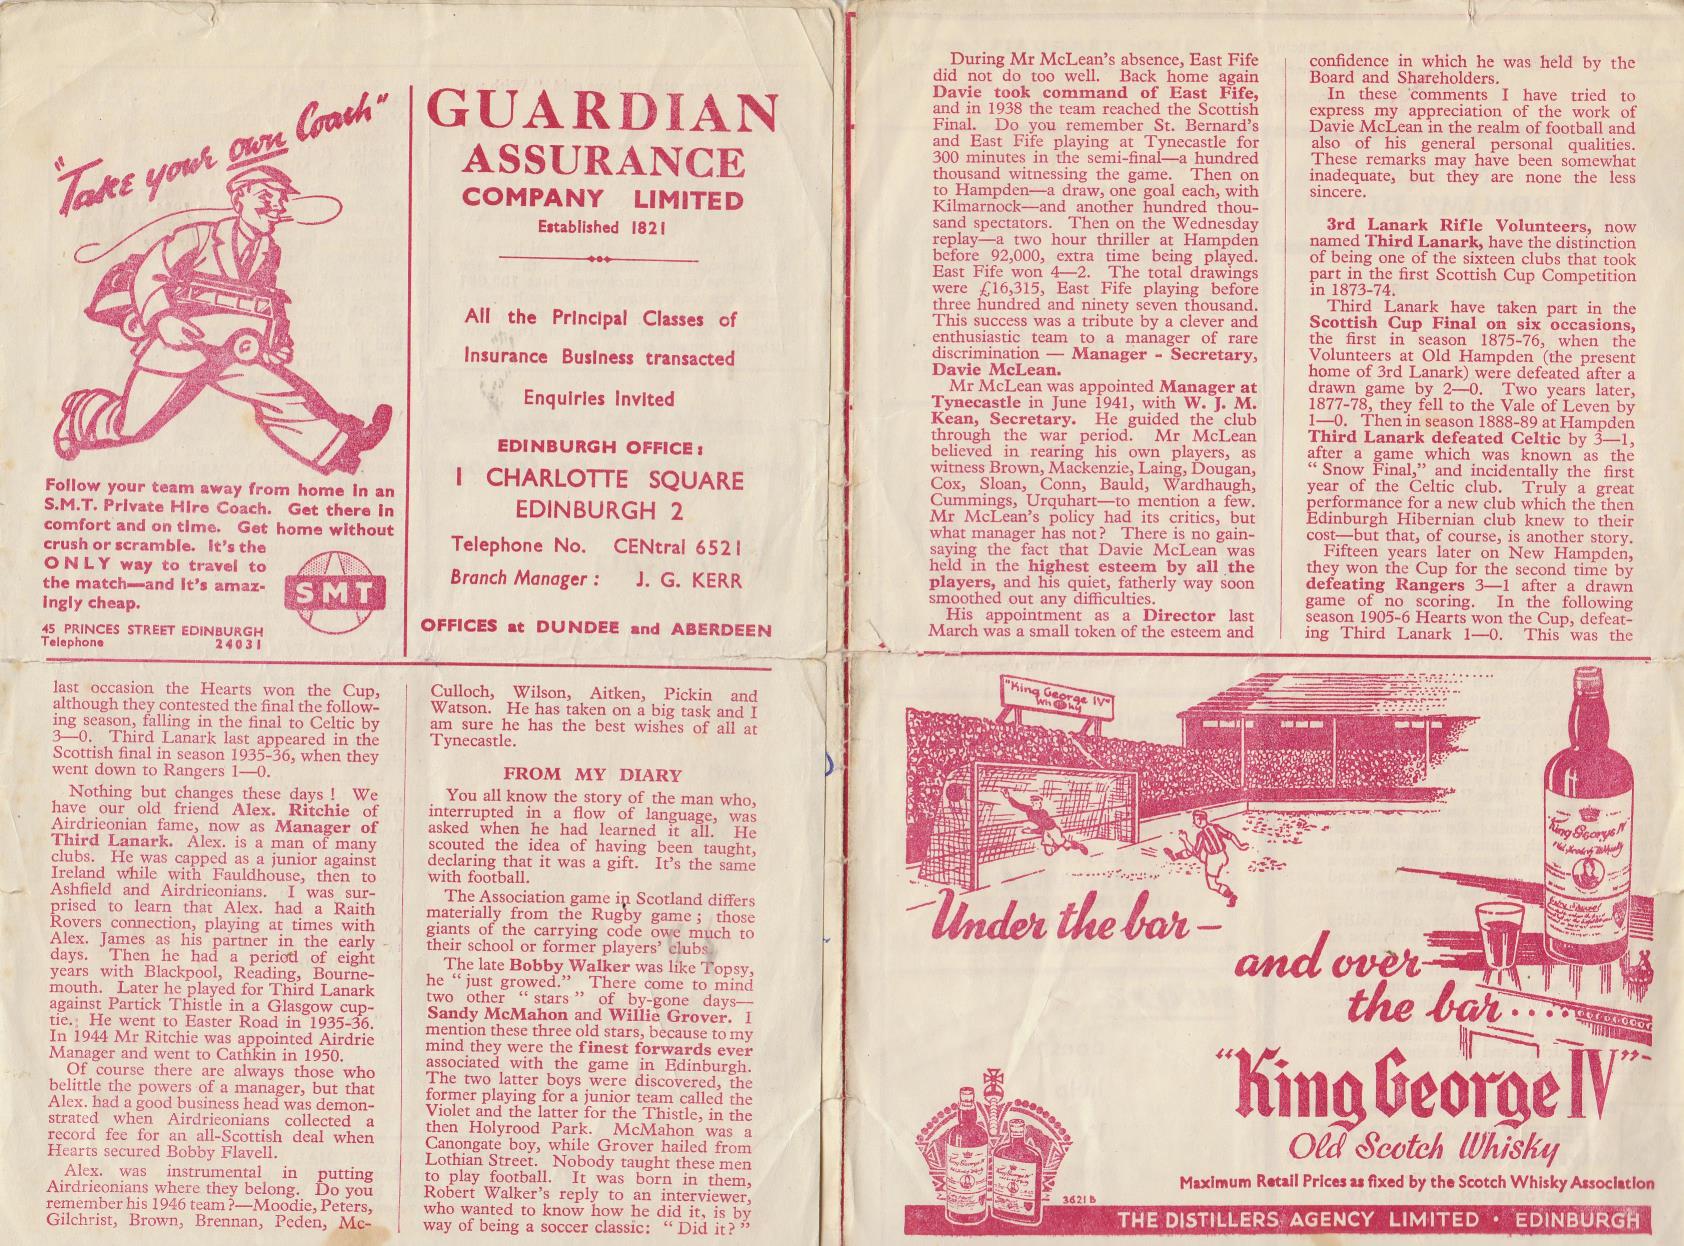 "Take your own Coach"
Follow your team away from home in an
S.M.T. Private Hire Coach. Get there in
comfort and on time. Get home without
crush or scramble. It's the
ONLY way to travel to
the match—and it's amaz-
ingly cheap.
SMT
45 PRINCES STREET EDINBURGH
Telephone 24031
GUARDIAN
ASSURANCE
COMPANY LIMITED
Established 1821
All the Principal Classes of
Insurance Business transacted
Enquiries Invited
EDINBURGH OFFICE:
1 CHARLOTTE SQUARE
EDINBURGH 2
Telephone No. CENtral 6521
Branch Manager: J. G. KERR
OFFICES at DUNDEE and ABERDEEN
During Mr McLean's absence, East Fife
did not do too well. Back home again
Davie took command of East Fife,
and in 1938 the team reached the Scottish
Final. Do you remember St. Bernard's
and East Fife playing at Tynecastle for
300 minutes in the semi-final—a hundred
thousand witnessing the game. Then on
to Hampden—a draw, one goal each, with
Kilmarnock—and another hundred thou-
sand spectators. Then on the Wednesday
replay—a two hour thriller at Hampden
before 92,000, extra time being played.
East Fife won 4—2. The total drawings
were £16,315, East Fife playing before
three hundred and ninety seven thousand.
This success was a tribute by a clever and
enthusiastic team to a manager of rare
discrimination — Manager - Secretary,
Davie McLean.
Mr McLean was appointed Manager at
Tynecastle in June 1941, with W. J. M.
Kean, Secretary. He guided the club
through the war period. Mr McLean
believed in rearing his own players, as
witness Brown, Mackenzie, Laing, Dougan,
Cox, Sloan, Conn, Bauld, Wardhaugh,
Cummings, Urquhart—to mention a few.
Mr McLean's policy had its critics, but
what manager has not? There is no gain-
saying the fact that Davie McLean was
held in the highest esteem by all the
players, and his quiet, fatherly way soon
smoothed out any difficulties.
His appointment as a Director last
March was a small token of the esteem and
confidence in which he was held by the
Board and Shareholders.
In these comments I have tried to
express my appreciation of the work of
Davie McLean in the realm of football and
also of his general personal qualities.
These remarks may have been somewhat
inadequate, but they are none the less
sincere.
3rd Lanark Rifle Volunteers, now
named Third Lanark, have the distinction
of being one of the sixteen clubs that took
part in the first Scottish Cup Competition
in 1873-74.
Third Lanark have taken part in the
Scottish Cup Final on six occasions,
the first in season 1875-76, when the
Volunteers at Old Hampden (the present
home of 3rd Lanark) were defeated after a
drawn game by 2—0. Two years later,
1877-78, they fell to the Vale of Leven by
1—0. Then in season 1888-89 at Hampden
Third Lanark defeated Celtic by 3—1,
after a game which was known as the
"Snow Final," and incidentally the first
year of the Celtic club. Truly a great
performance for a new club which the then
Edinburgh Hibernian club knew to their
cost—but that, of course, is another story.
Fifteen years later on New Hampden,
they won the Cup for the second time by
defeating Rangers 3—1 after a drawn
game of no scoring. In the following
season 1905-6 Hearts won the Cup, defeat-
ing Third Lanark 1—0. This was the
last occasion the Hearts won the Cup,
although they contested the final the follow-
ing season, falling in the final to Celtic by
3—0. Third Lanark last appeared in the
Scottish final in season 1935-36, when they
went down to Rangers 1—0.
Nothing but changes these days! We
have our old friend Alex. Ritchie of
Airdrieonian fame, now as Manager of
Third Lanark. Alex. is a man of many
clubs. He was capped as a junior against
Ireland while with Fauldhouse, then to
Ashfield and Airdrieonians. I was sur-
prised to learn that Alex. had a Raith
Rovers connection, playing at times with
Alex. James as his partner in the early
days. Then he had a period of eight
years with Blackpool, Reading, Bourne-
mouth. Later he played for Third Lanark
against Partick Thistle in a Glasgow cup-
tie. He went to Easter Road in 1935-36.
In 1944 Mr Ritchie was appointed Airdrie
Manager and went to Cathkin in 1950.
Of course there are always those who
belittle the powers of a manager, but that
Alex. had a good business head was demon-
strated when Airdrieonians collected a
record fee for an all-Scottish deal when
Hearts secured Bobby Flavell.
Alex. was instrumental in putting
Airdrieonians where they belong. Do you
remember his 1946 team?—Moodie, Peters,
Gilchrist, Brown, Brennan, Peden, Mc-
Culloch, Wilson, Aitken, Pickin and
Watson. He has taken on a big task and I
am sure he has the best wishes of all at
Tynecastle.
FROM MY DIARY
You all know the story of the man who,
interrupted in a flow of language, was
asked when he had learned it all. He
scouted the idea of having been taught,
declaring that it was a gift. It's the same
with football.
The Association game in Scotland differs
materially from the Rugby game; those
giants of the carrying code owe much to
their school or former players' clubs.
The late Bobby Walker was like Topsy,
he "just growed." There come to mind
two other "stars" of by-gone days—
Sandy McMahon and Willie Grover. I
mention these three old stars, because to my
mind they were the finest forwards ever
associated with the game in Edinburgh.
The two latter boys were discovered, the
former playing for a junior team called the
Violet and the latter for the Thistle, in the
then Holyrood Park. McMahon was a
Canongate boy, while Grover hailed from
Lothian Street. Nobody taught these men
to play football. It was born in them,
Robert Walker's reply to an interviewer,
who wanted to know how he did it, is by
way of being a soccer classic: "Did it?"
"King George IV"
Whisky
King George IV
Under the bar—
and over
the bar.....
"King George IV"
Old Scotch Whisky
Maximum Retail Prices as fixed by the Scotch Whisky Association
King George IV
3621B
THE DISTILLERS AGENCY LIMITED · EDINBURGH